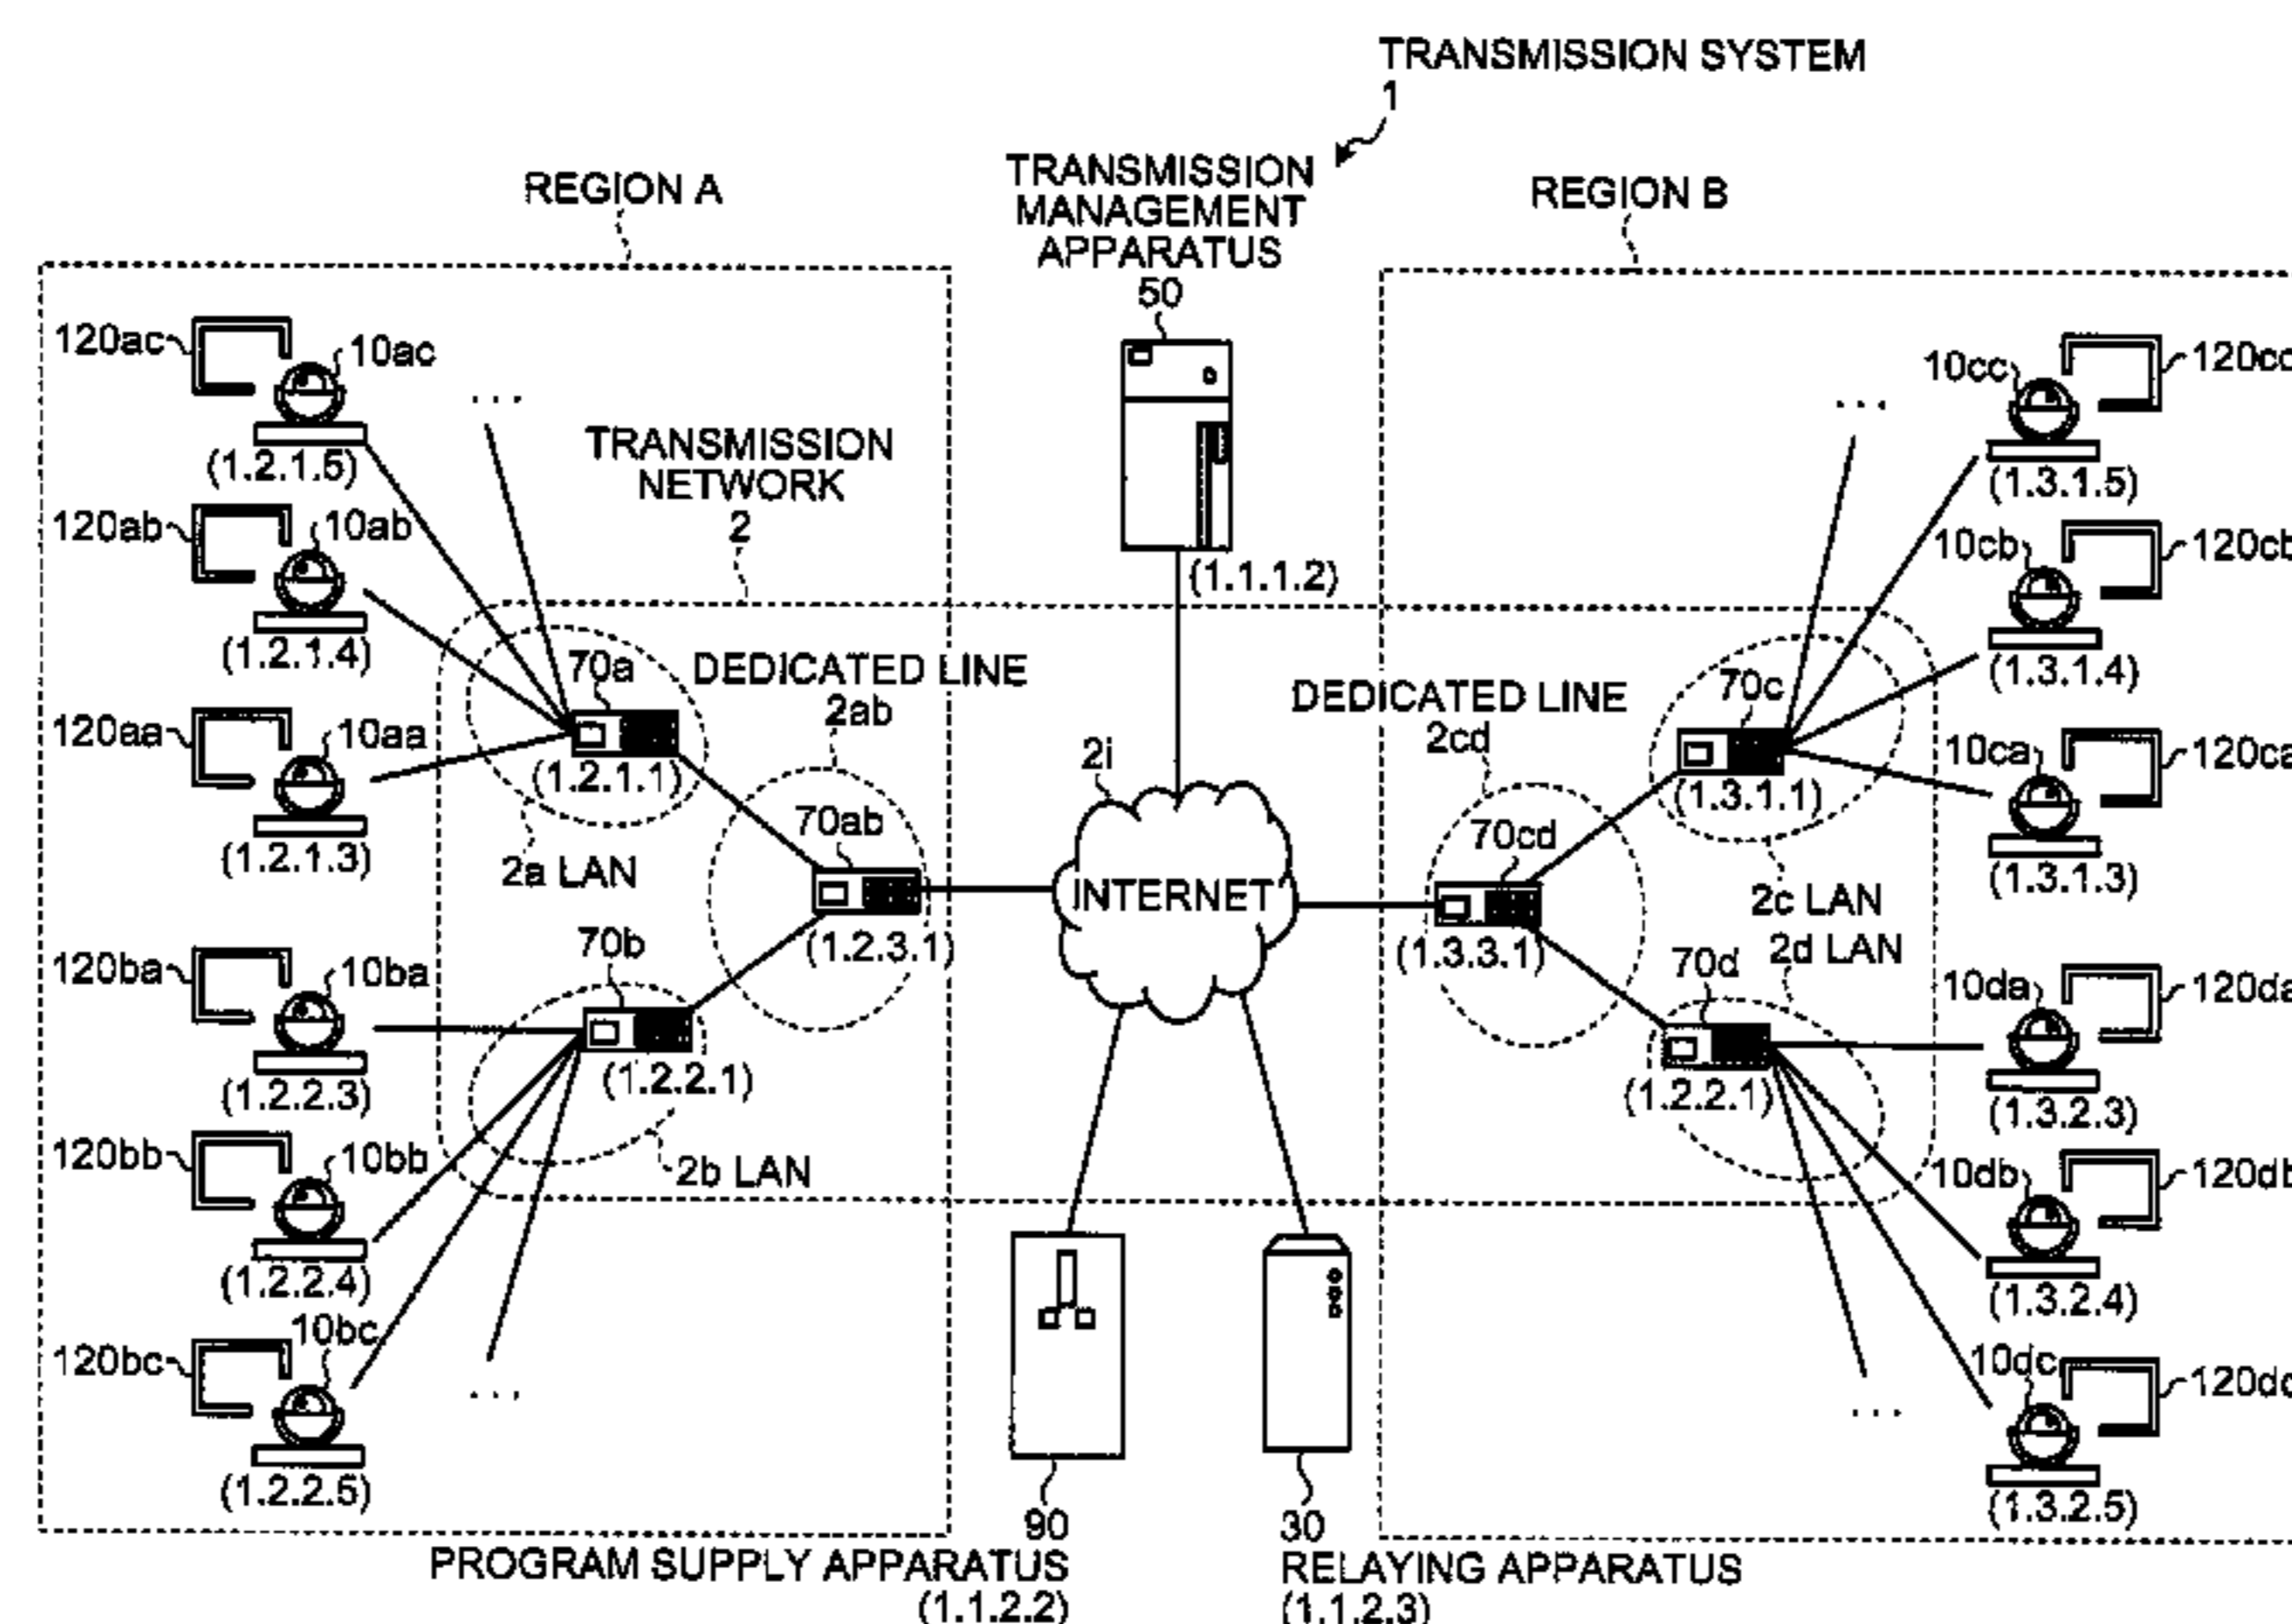 TRANSMISSION SYSTEM
1
TRANSMISSION
MANAGEMENT
APPARATUS
50
(1.1.1.2)
REGION A
REGION B
120ac
10ac
(1.2.1.5)
120ab
10ab
(1.2.1.4)
120aa
10aa
(1.2.1.3)
120ba
10ba
(1.2.2.3)
120bb
10bb
(1.2.2.4)
120bc
10bc
(1.2.2.5)
...
...
TRANSMISSION
NETWORK
2
70a
(1.2.1.1)
2a LAN
DEDICATED LINE
2ab
70ab
(1.2.3.1)
70b
(1.2.2.1)
2b LAN
2i
INTERNET
DEDICATED LINE
2cd
70cd
(1.3.3.1)
70c
(1.3.1.1)
2c LAN
2d LAN
70d
(1.2.2.1)
...
...
10cc
(1.3.1.5)
10cb
120cb
(1.3.1.4)
10ca
120ca
(1.3.1.3)
10da
120da
(1.3.2.3)
10db
120db
(1.3.2.4)
10dc
(1.3.2.5)
90
PROGRAM SUPPLY APPARATUS
(1.1.2.2)
30
RELAYING APPARATUS
(1.1.2.3)